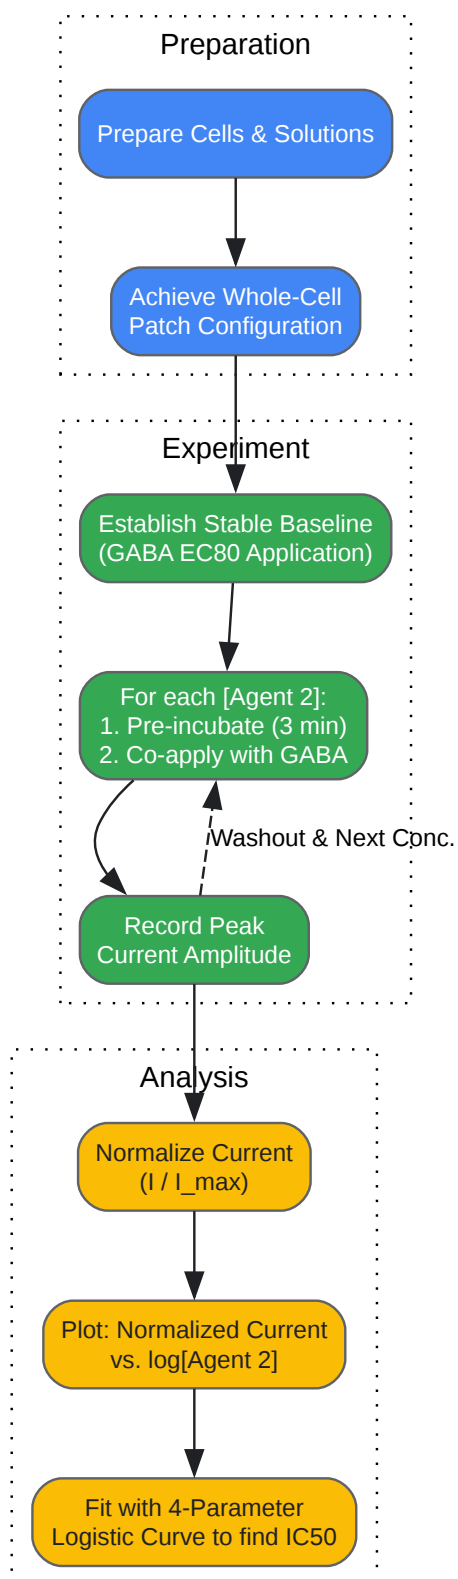 Preparation
Prepare Cells & Solutions
Achieve Whole-Cell
Patch Configuration
Experiment
Establish Stable Baseline
(GABA EC80 Application)
For each [Agent 2]:
1. Pre-incubate (3 min)
2. Co-apply with GABA
Washout & Next Conc.
Record Peak
Current Amplitude
Analysis
Normalize Current
(I / I_max)
Plot: Normalized Current
vs. log[Agent 2]
Fit with 4-Parameter
Logistic Curve to find IC50